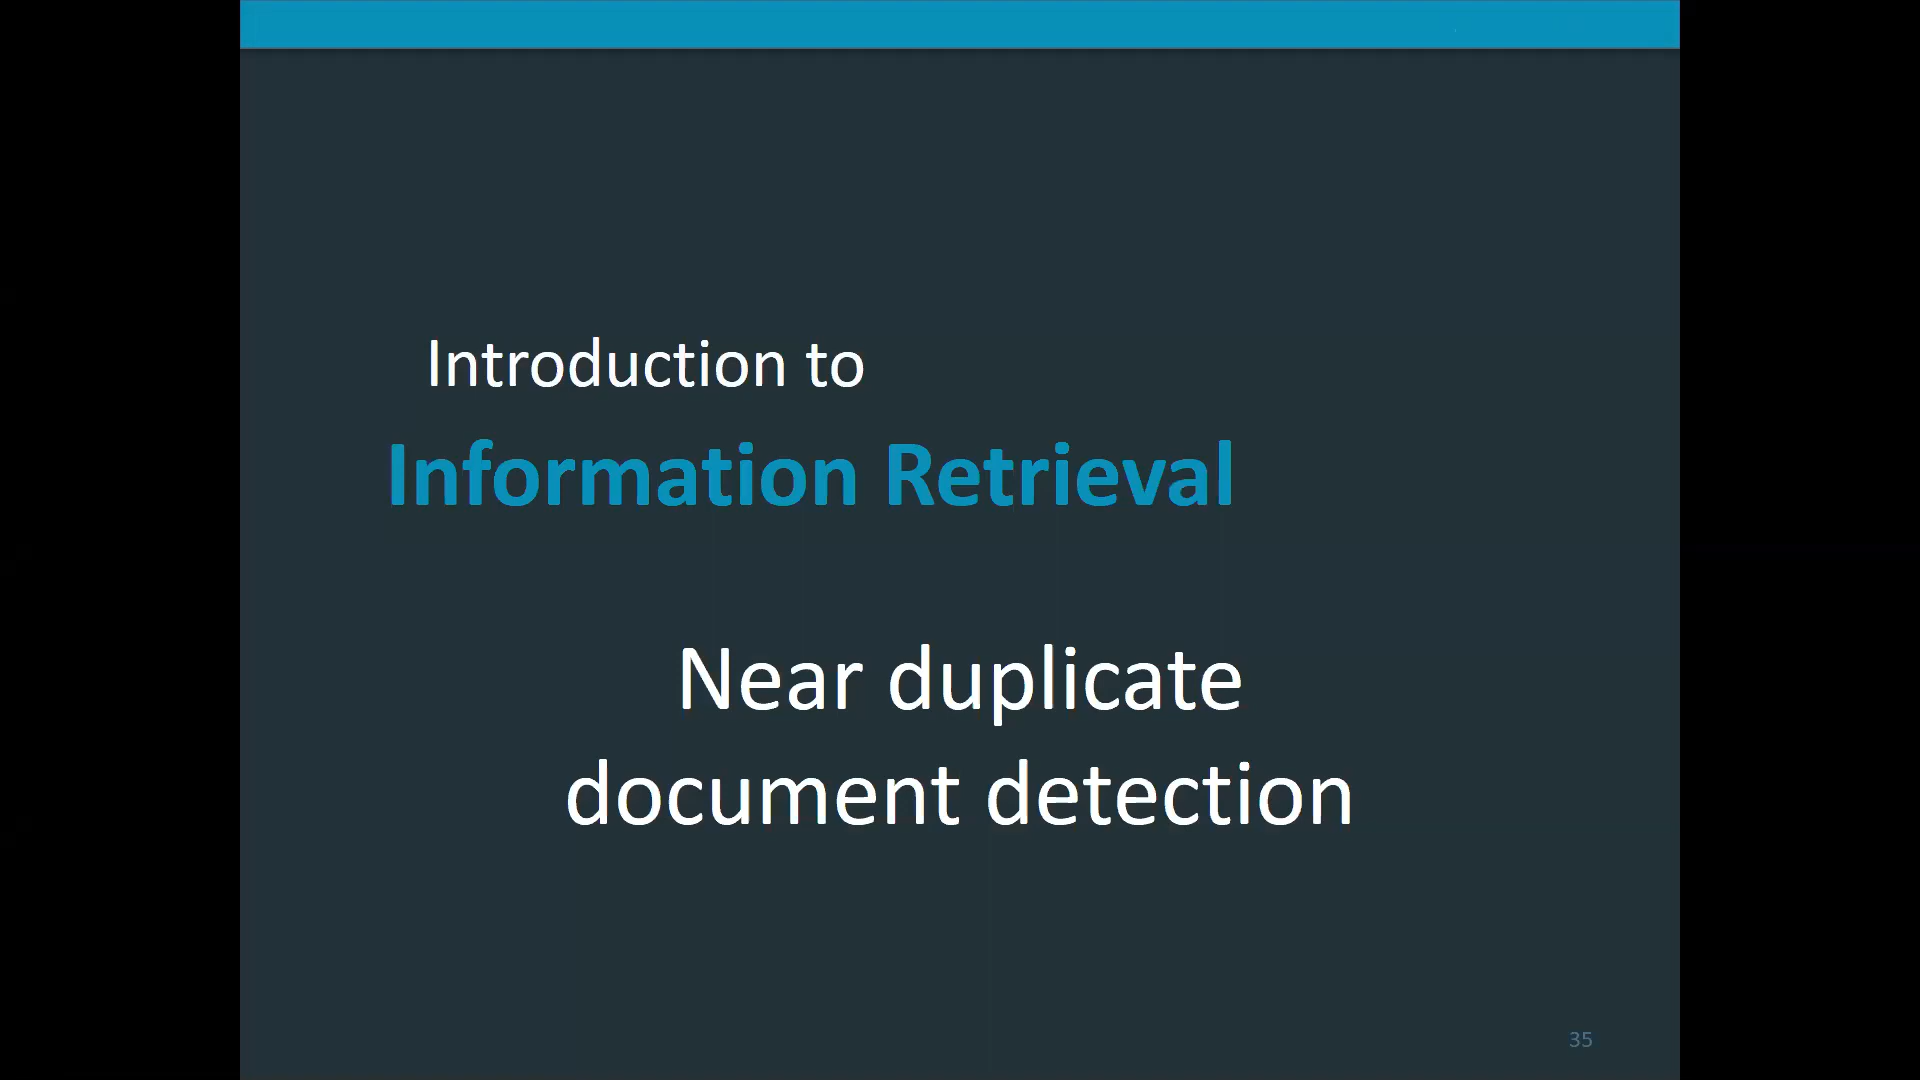 Introduction to
Information Retrieval
Near duplicate
document detection
35